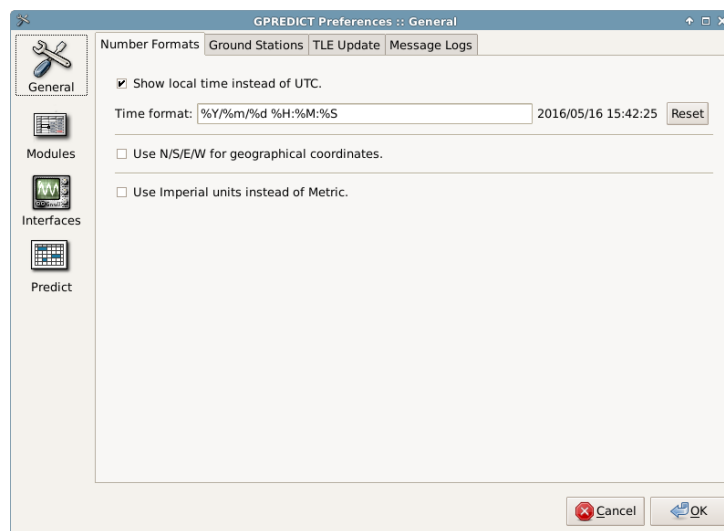 GPREDICT Preferences :: General
General
Modules
Interfaces
Predict
Number Formats Ground Stations TLE Update Message Logs
Show local time instead of UTC.
Time format: %Y/%m/%d %H:%M:%S 2016/05/16 15:42:25 Reset
Use N/S/E/W for geographical coordinates.
Use Imperial units instead of Metric.
Cancel OK